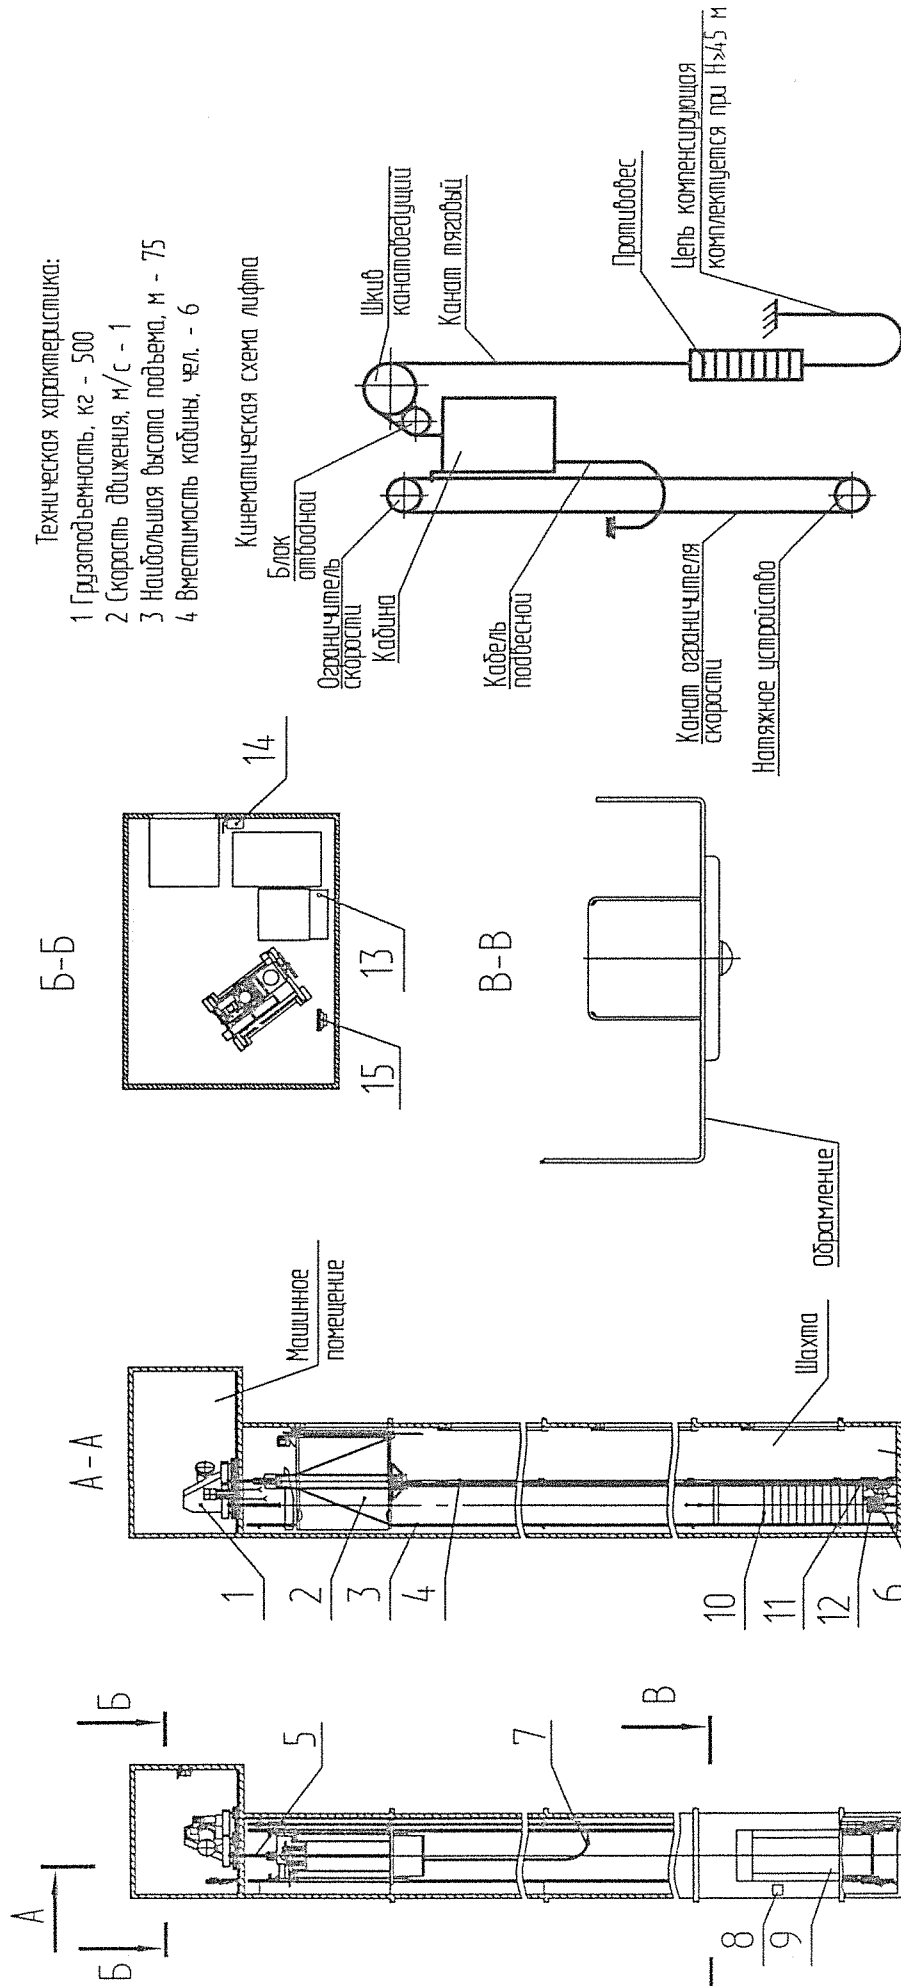 Техническая характеристика:
1 Грузоподъемность, кг - 500
2 Скорость движения, м/с - 1
3 Наибольшая высота подъема, м - 75
4 Вместимость кабины, чел. - 6
Кинематическая схема лифта
Блок
отводной
Ограничитель
скорости
Кабина
Кабель
подвесной
Канат ограничителя
скорости
Натяжное устройство
Шкив
канатоведущий
Канат тяговый
Противовес
Цепь компенсирующая
комплектуется при Н≥45 м
Б-Б
14
13
15
В-В
Обрамление
А-А
Машинное
помещение
Шахта
1
2
3
4
10
11
12
6
А
Б
Б
5
7
В
8
9